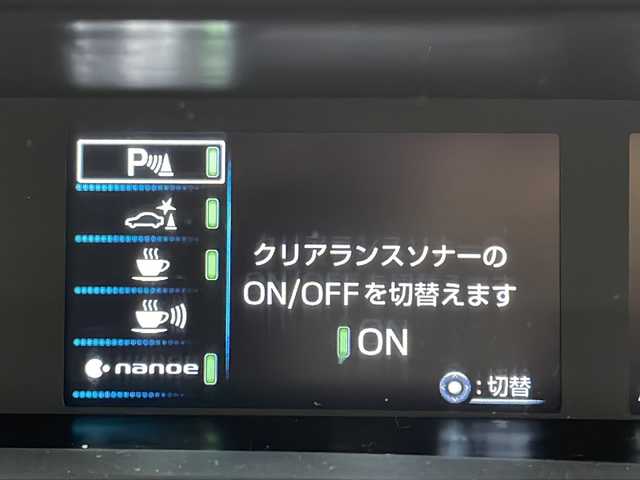 P
nanoe
クリアランスソナーの
ON/OFFを切替えます
ON
:切替